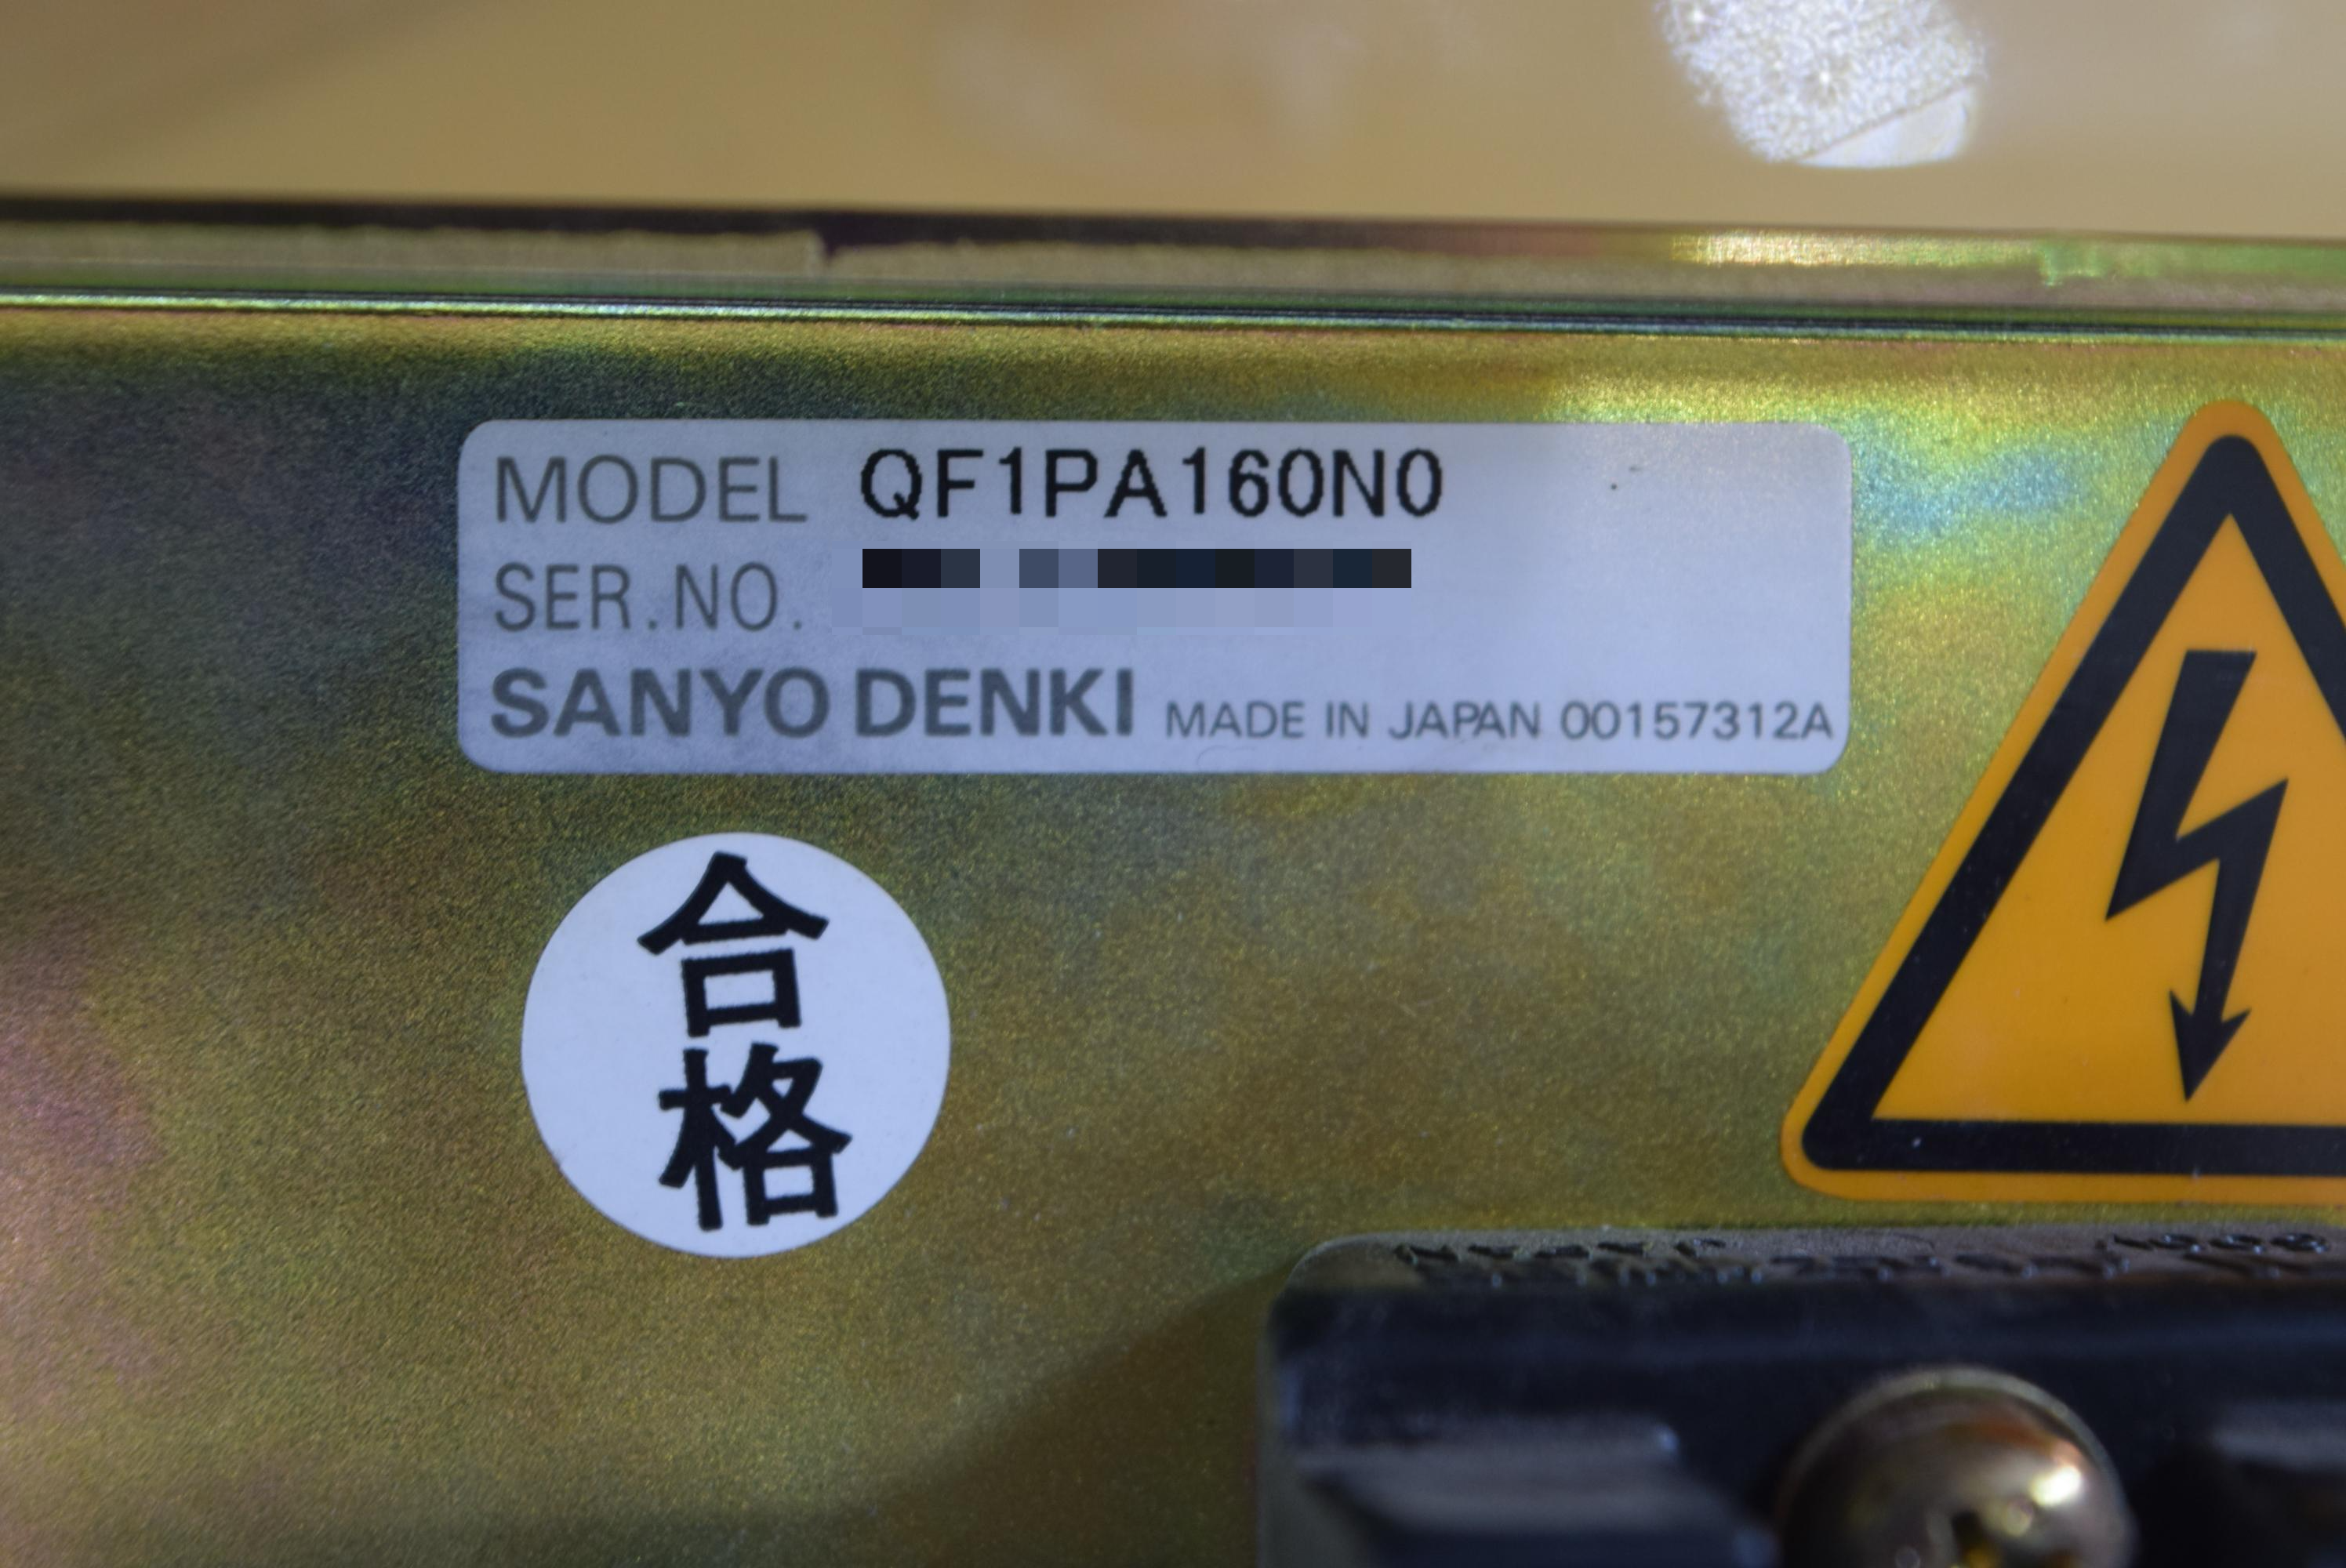 MODEL QF1PA160N0
SER.NO.
SANYO DENKI MADE IN JAPAN 00157312A
合
格